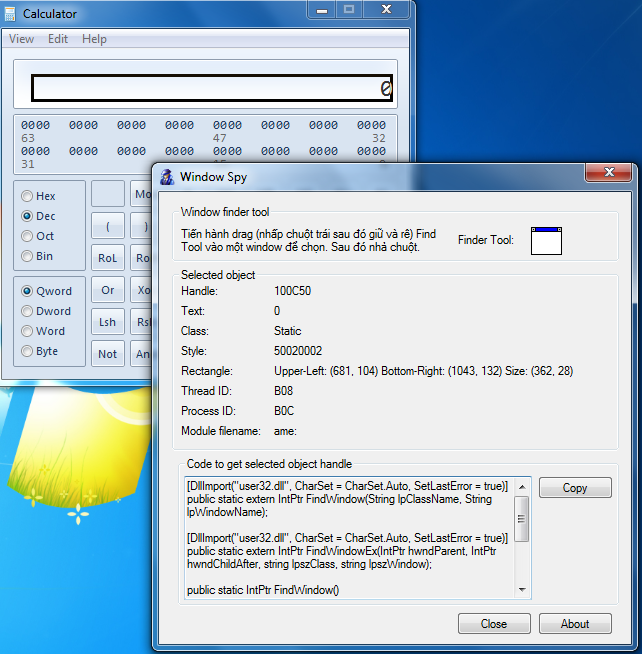 Calculator
View Edit Help
0
0000 0000 0000 0000 0000 0000 0000 0000
63 47 32
0000 0000 0000 0000 0000 0000 0000 0000
31
Hex
Dec
Oct
Bin
Qword
Dword
Word
Byte
( )
RoL
Or
Lsh
Not
Window Spy
Window finder tool
Tiến hành drag (nhấp chuột trái sau đó giữ và rê) Find
Tool vào một window để chọn. Sau đó nhả chuột.
Finder Tool:
Selected object
Handle: 100C50
Text: 0
Class: Static
Style: 50020002
Rectangle: Upper-Left: (681, 104) Bottom-Right: (1043, 132) Size: (362, 28)
Thread ID: B08
Process ID: B0C
Module filename: ame:
Code to get selected object handle
[DllImport("user32.dll", CharSet = CharSet.Auto, SetLastError = true)]
public static extern IntPtr FindWindow(String lpClassName, String
lpWindowName);
[DllImport("user32.dll", CharSet = CharSet.Auto, SetLastError = true)]
public static extern IntPtr FindWindowEx(IntPtr hwndParent, IntPtr
hwndChildAfter, string lpszClass, string lpszWindow);
public static IntPtr FindWindow()
Copy
Close
About